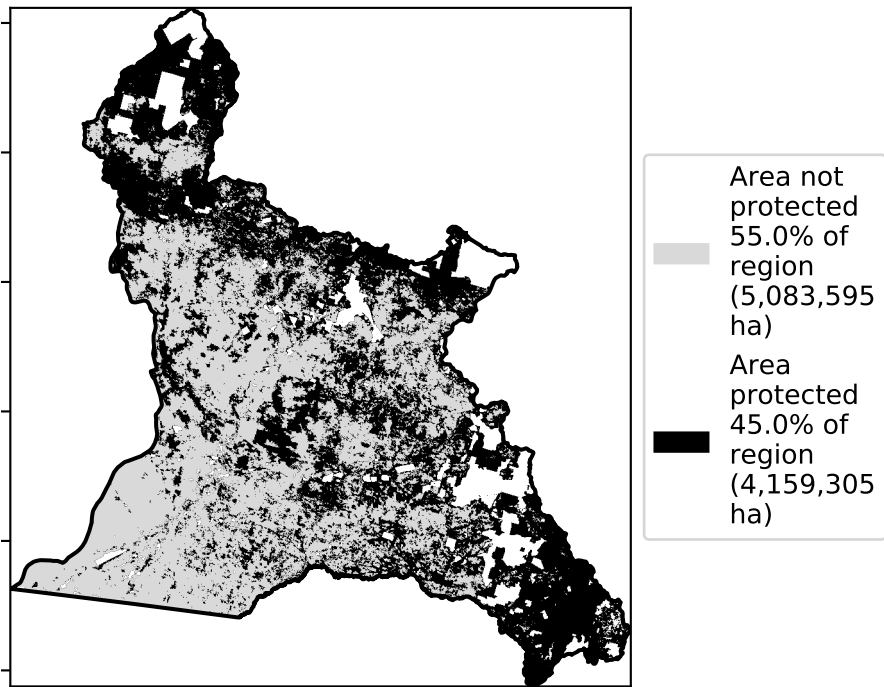 Area not
protected
55.0% of
region
(5,083,595
ha)
Area
protected
45.0% of
region
(4,159,305
ha)